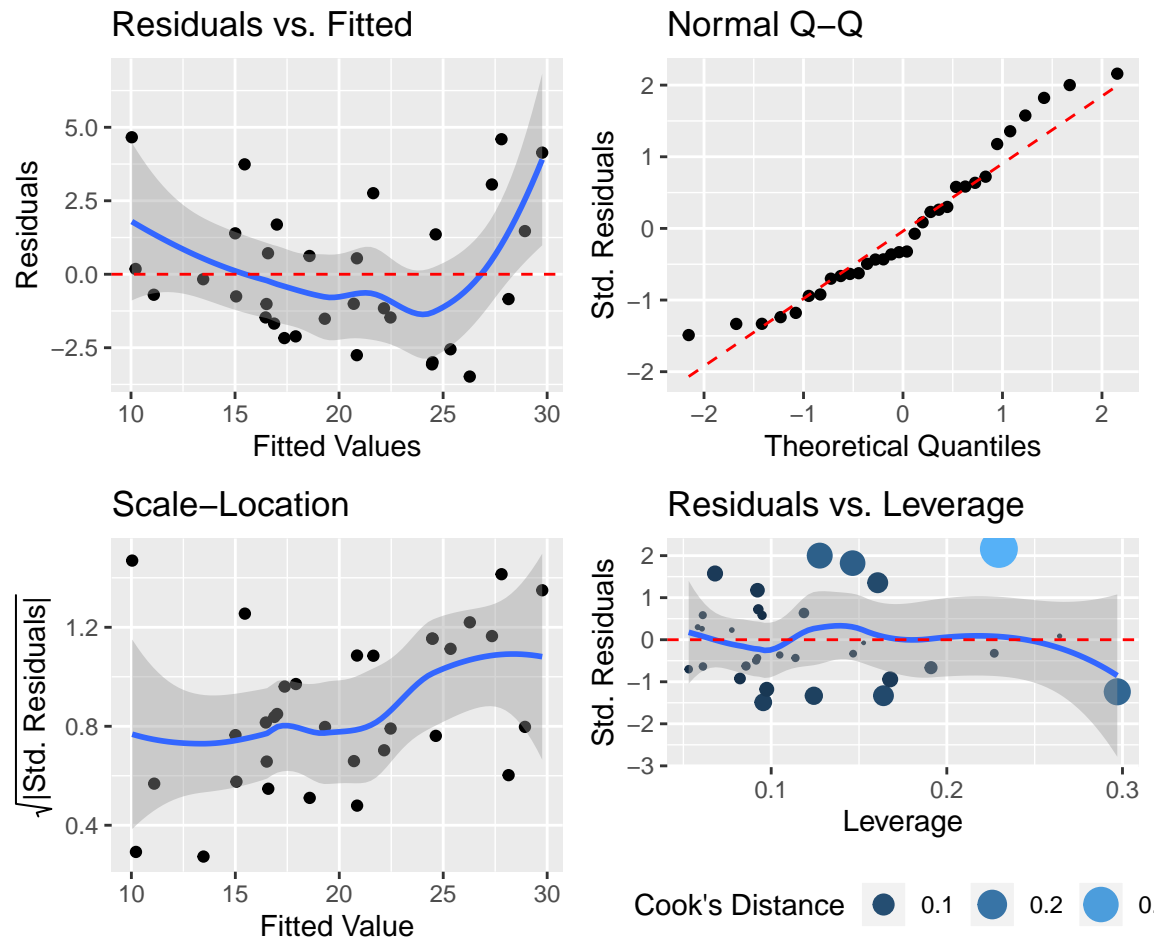 Residuals vs. Fitted
Residuals
5.0
2.5
0.0
−2.5
10 15 20 25 30
Fitted Values
Normal Q−Q
Std. Residuals
2
1
0
−1
−2
−2 −1 0 1 2
Theoretical Quantiles
Scale−Location
√|Std. Residuals|
1.2
0.8
0.4
10 15 20 25 30
Fitted Value
Residuals vs. Leverage
Std. Residuals
2
1
0
−1
−2
−3
0.1 0.2 0.3
Leverage
Cook's Distance 0.1 0.2 0.